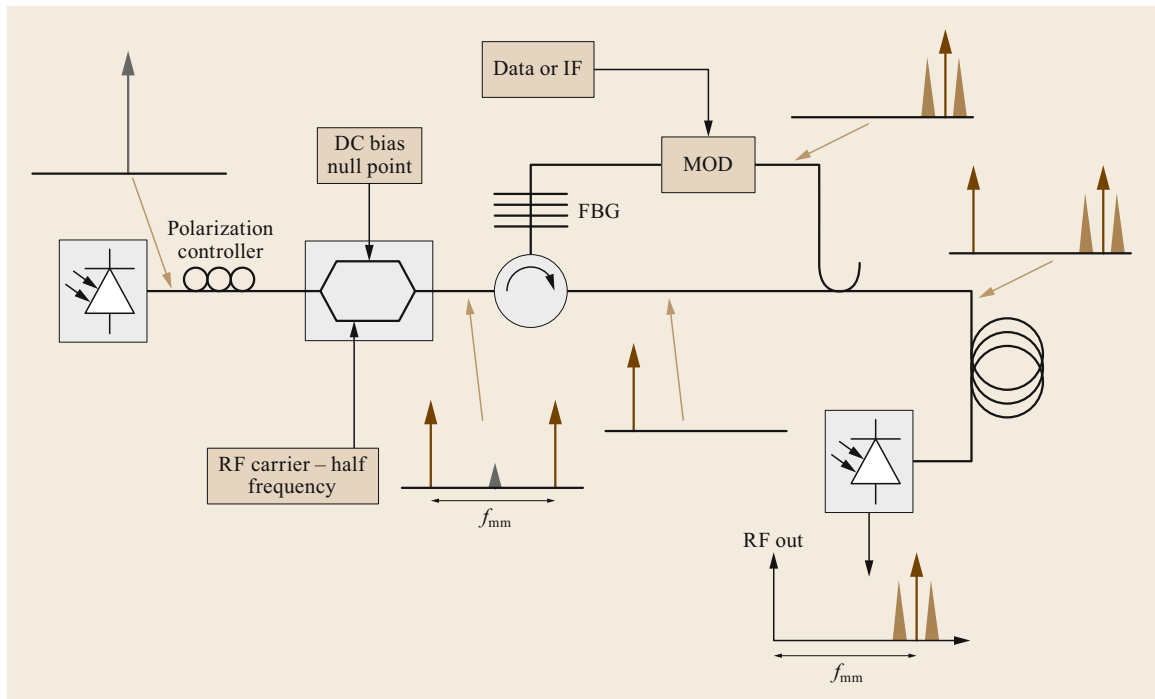 Data or IF
DC bias
null point
MOD
FBG
Polarization
controller
RF carrier – half
frequency
fmm
RF out
fmm